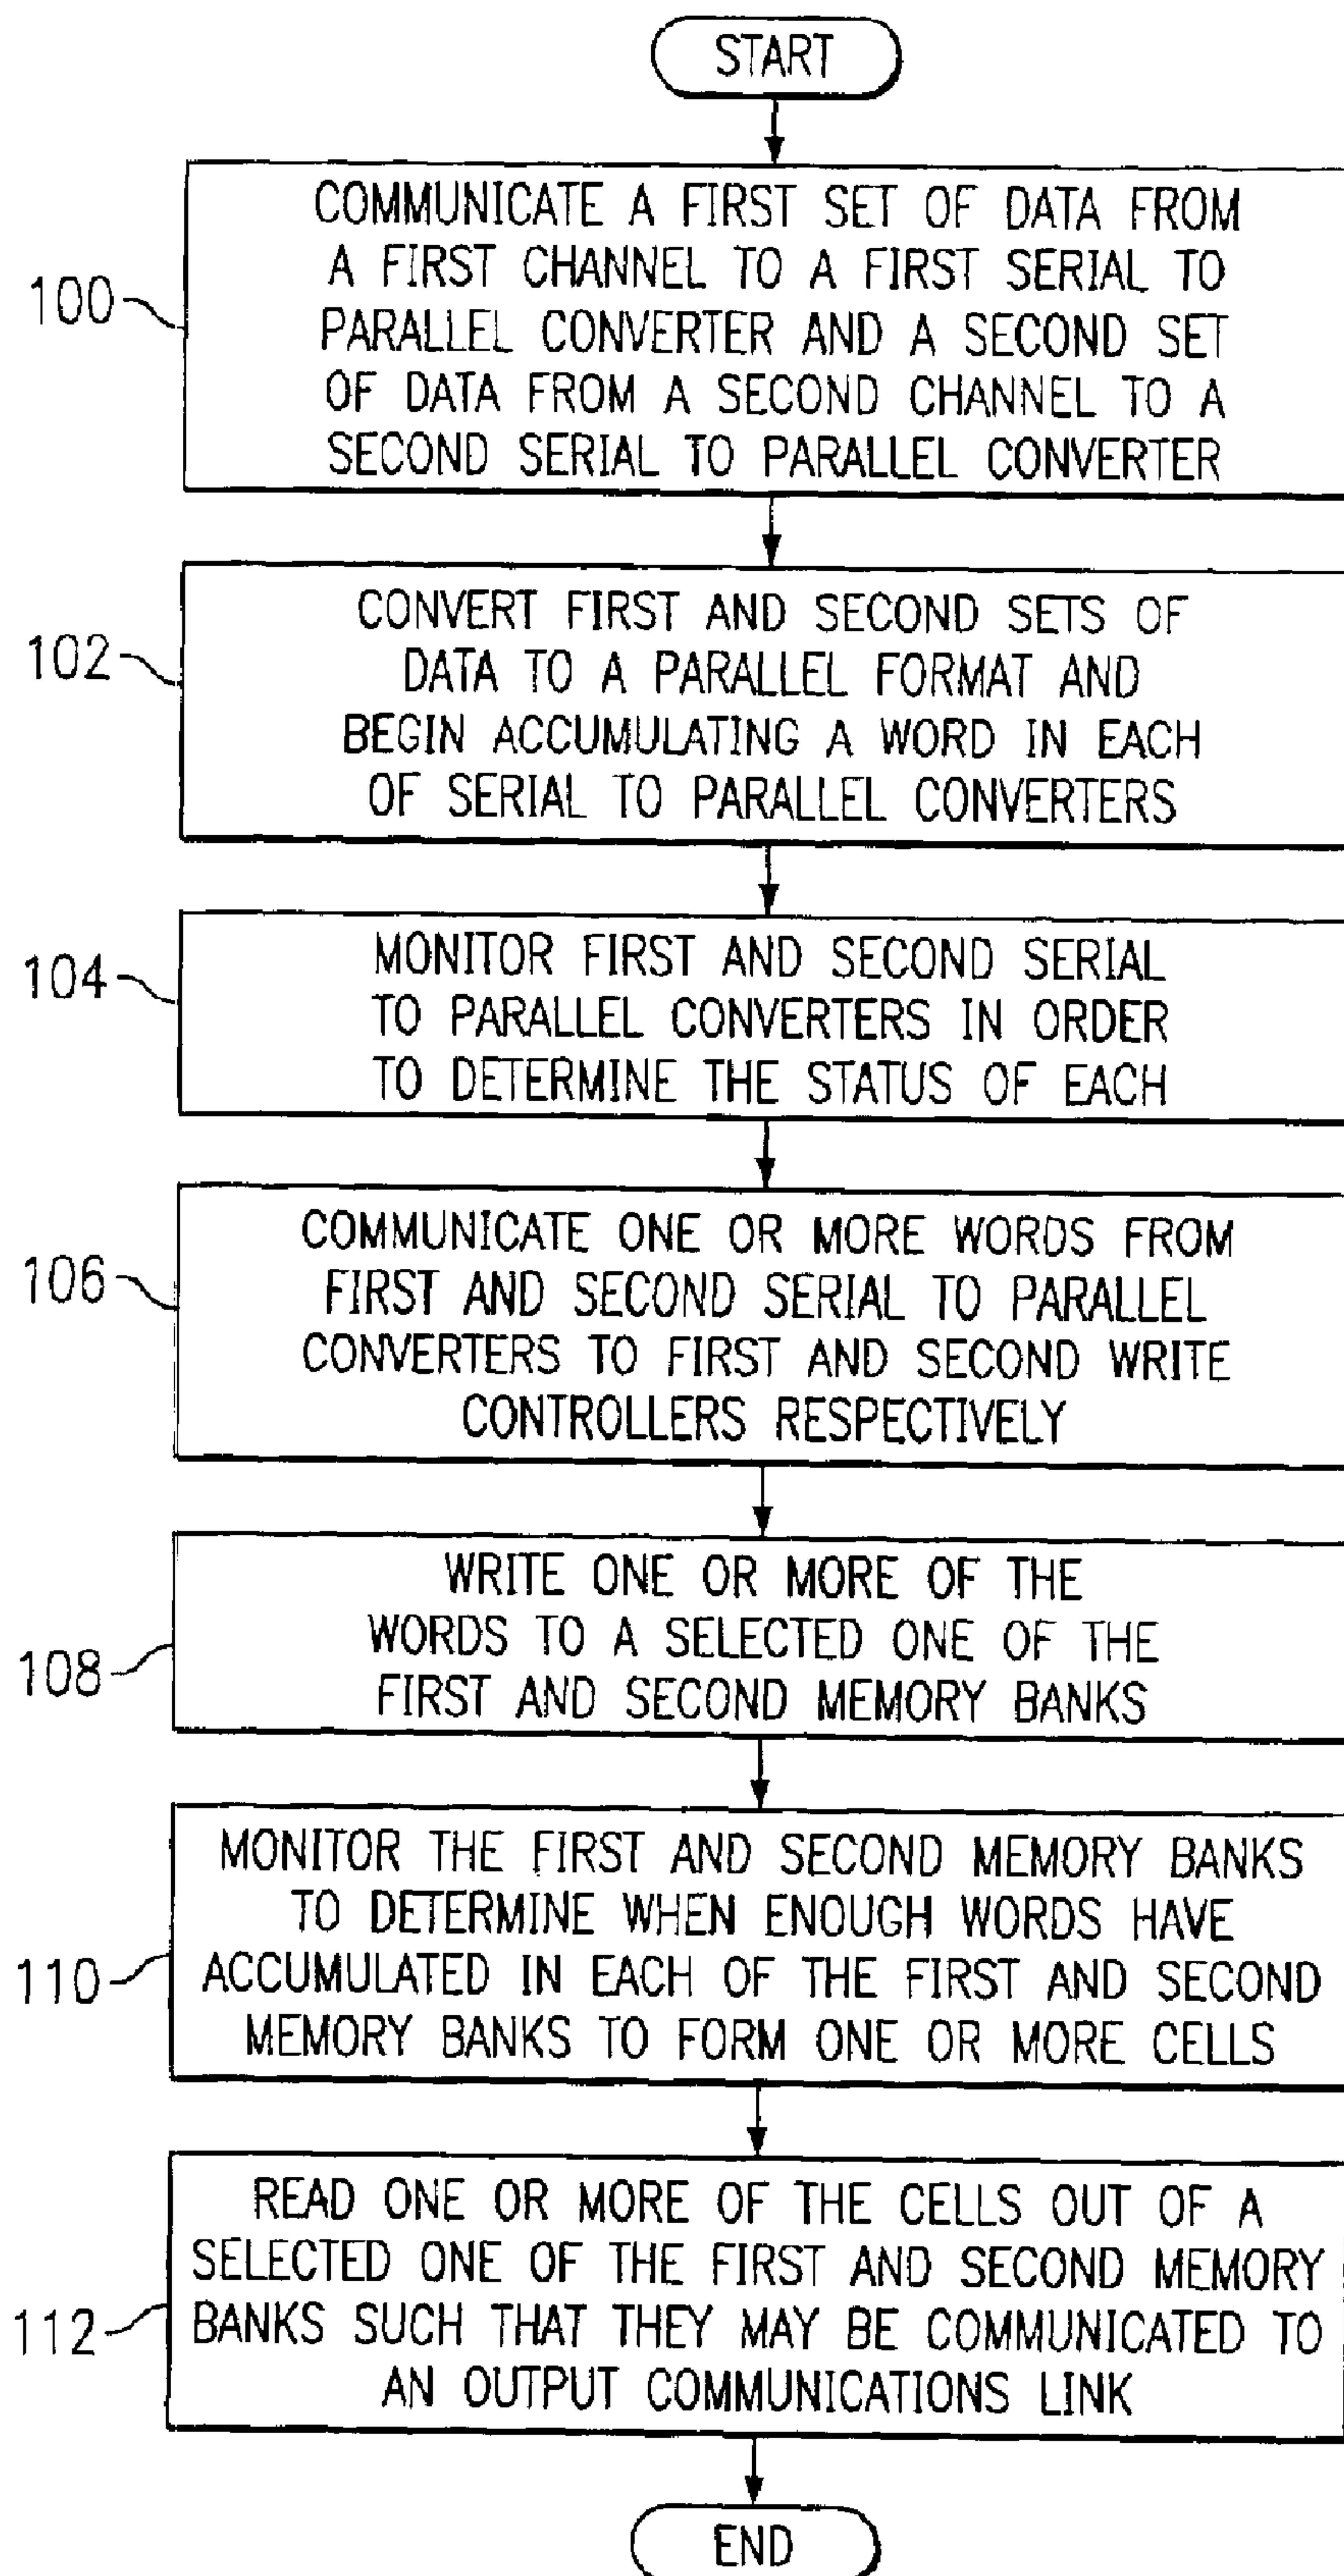 START
COMMUNICATE A FIRST SET OF DATA FROM
A FIRST CHANNEL TO A FIRST SERIAL TO
PARALLEL CONVERTER AND A SECOND SET
OF DATA FROM A SECOND CHANNEL TO A
SECOND SERIAL TO PARALLEL CONVERTER
100
CONVERT FIRST AND SECOND SETS OF
DATA TO A PARALLEL FORMAT AND
BEGIN ACCUMULATING A WORD IN EACH
OF SERIAL TO PARALLEL CONVERTERS
102
MONITOR FIRST AND SECOND SERIAL
TO PARALLEL CONVERTERS IN ORDER
TO DETERMINE THE STATUS OF EACH
104
COMMUNICATE ONE OR MORE WORDS FROM
FIRST AND SECOND SERIAL TO PARALLEL
CONVERTERS TO FIRST AND SECOND WRITE
CONTROLLERS RESPECTIVELY
106
WRITE ONE OR MORE OF THE
WORDS TO A SELECTED ONE OF THE
FIRST AND SECOND MEMORY BANKS
108
MONITOR THE FIRST AND SECOND MEMORY BANKS
TO DETERMINE WHEN ENOUGH WORDS HAVE
ACCUMULATED IN EACH OF THE FIRST AND SECOND
MEMORY BANKS TO FORM ONE OR MORE CELLS
110
READ ONE OR MORE OF THE CELLS OUT OF A
SELECTED ONE OF THE FIRST AND SECOND MEMORY
BANKS SUCH THAT THEY MAY BE COMMUNICATED TO
AN OUTPUT COMMUNICATIONS LINK
112
END